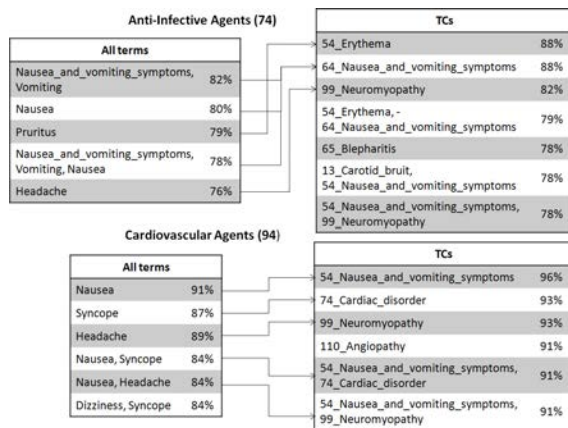 Anti-Infective Agents (74)
All terms
Nausea_and_vomiting_symptoms, 82%
Vomiting
Nausea 80%
Pruritus 79%
Nausea_and_vomiting_symptoms, 78%
Vomiting, Nausea
Headache 76%
TCs
54_Erythema 88%
64_Nausea_and_vomiting_symptoms 88%
99_Neuromyopathy 82%
54_Erythema, - 79%
64_Nausea_and_vomiting_symptoms
65_Blepharitis 78%
13_Carotid_bruit, 78%
54_Nausea_and_vomiting_symptoms
54_Nausea_and_vomiting_symptoms, 78%
99_Neuromyopathy
Cardiovascular Agents (94)
All terms
Nausea 91%
Syncope 87%
Headache 89%
Nausea, Syncope 84%
Nausea, Headache 84%
Dizziness, Syncope 84%
TCs
54_Nausea_and_vomiting_symptoms 96%
74_Cardiac_disorder 93%
99_Neuromyopathy 93%
110_Angiopathy 91%
54_Nausea_and_vomiting_symptoms, 91%
74_Cardiac_disorder
54_Nausea_and_vomiting_symptoms, 91%
99_Neuromyopathy